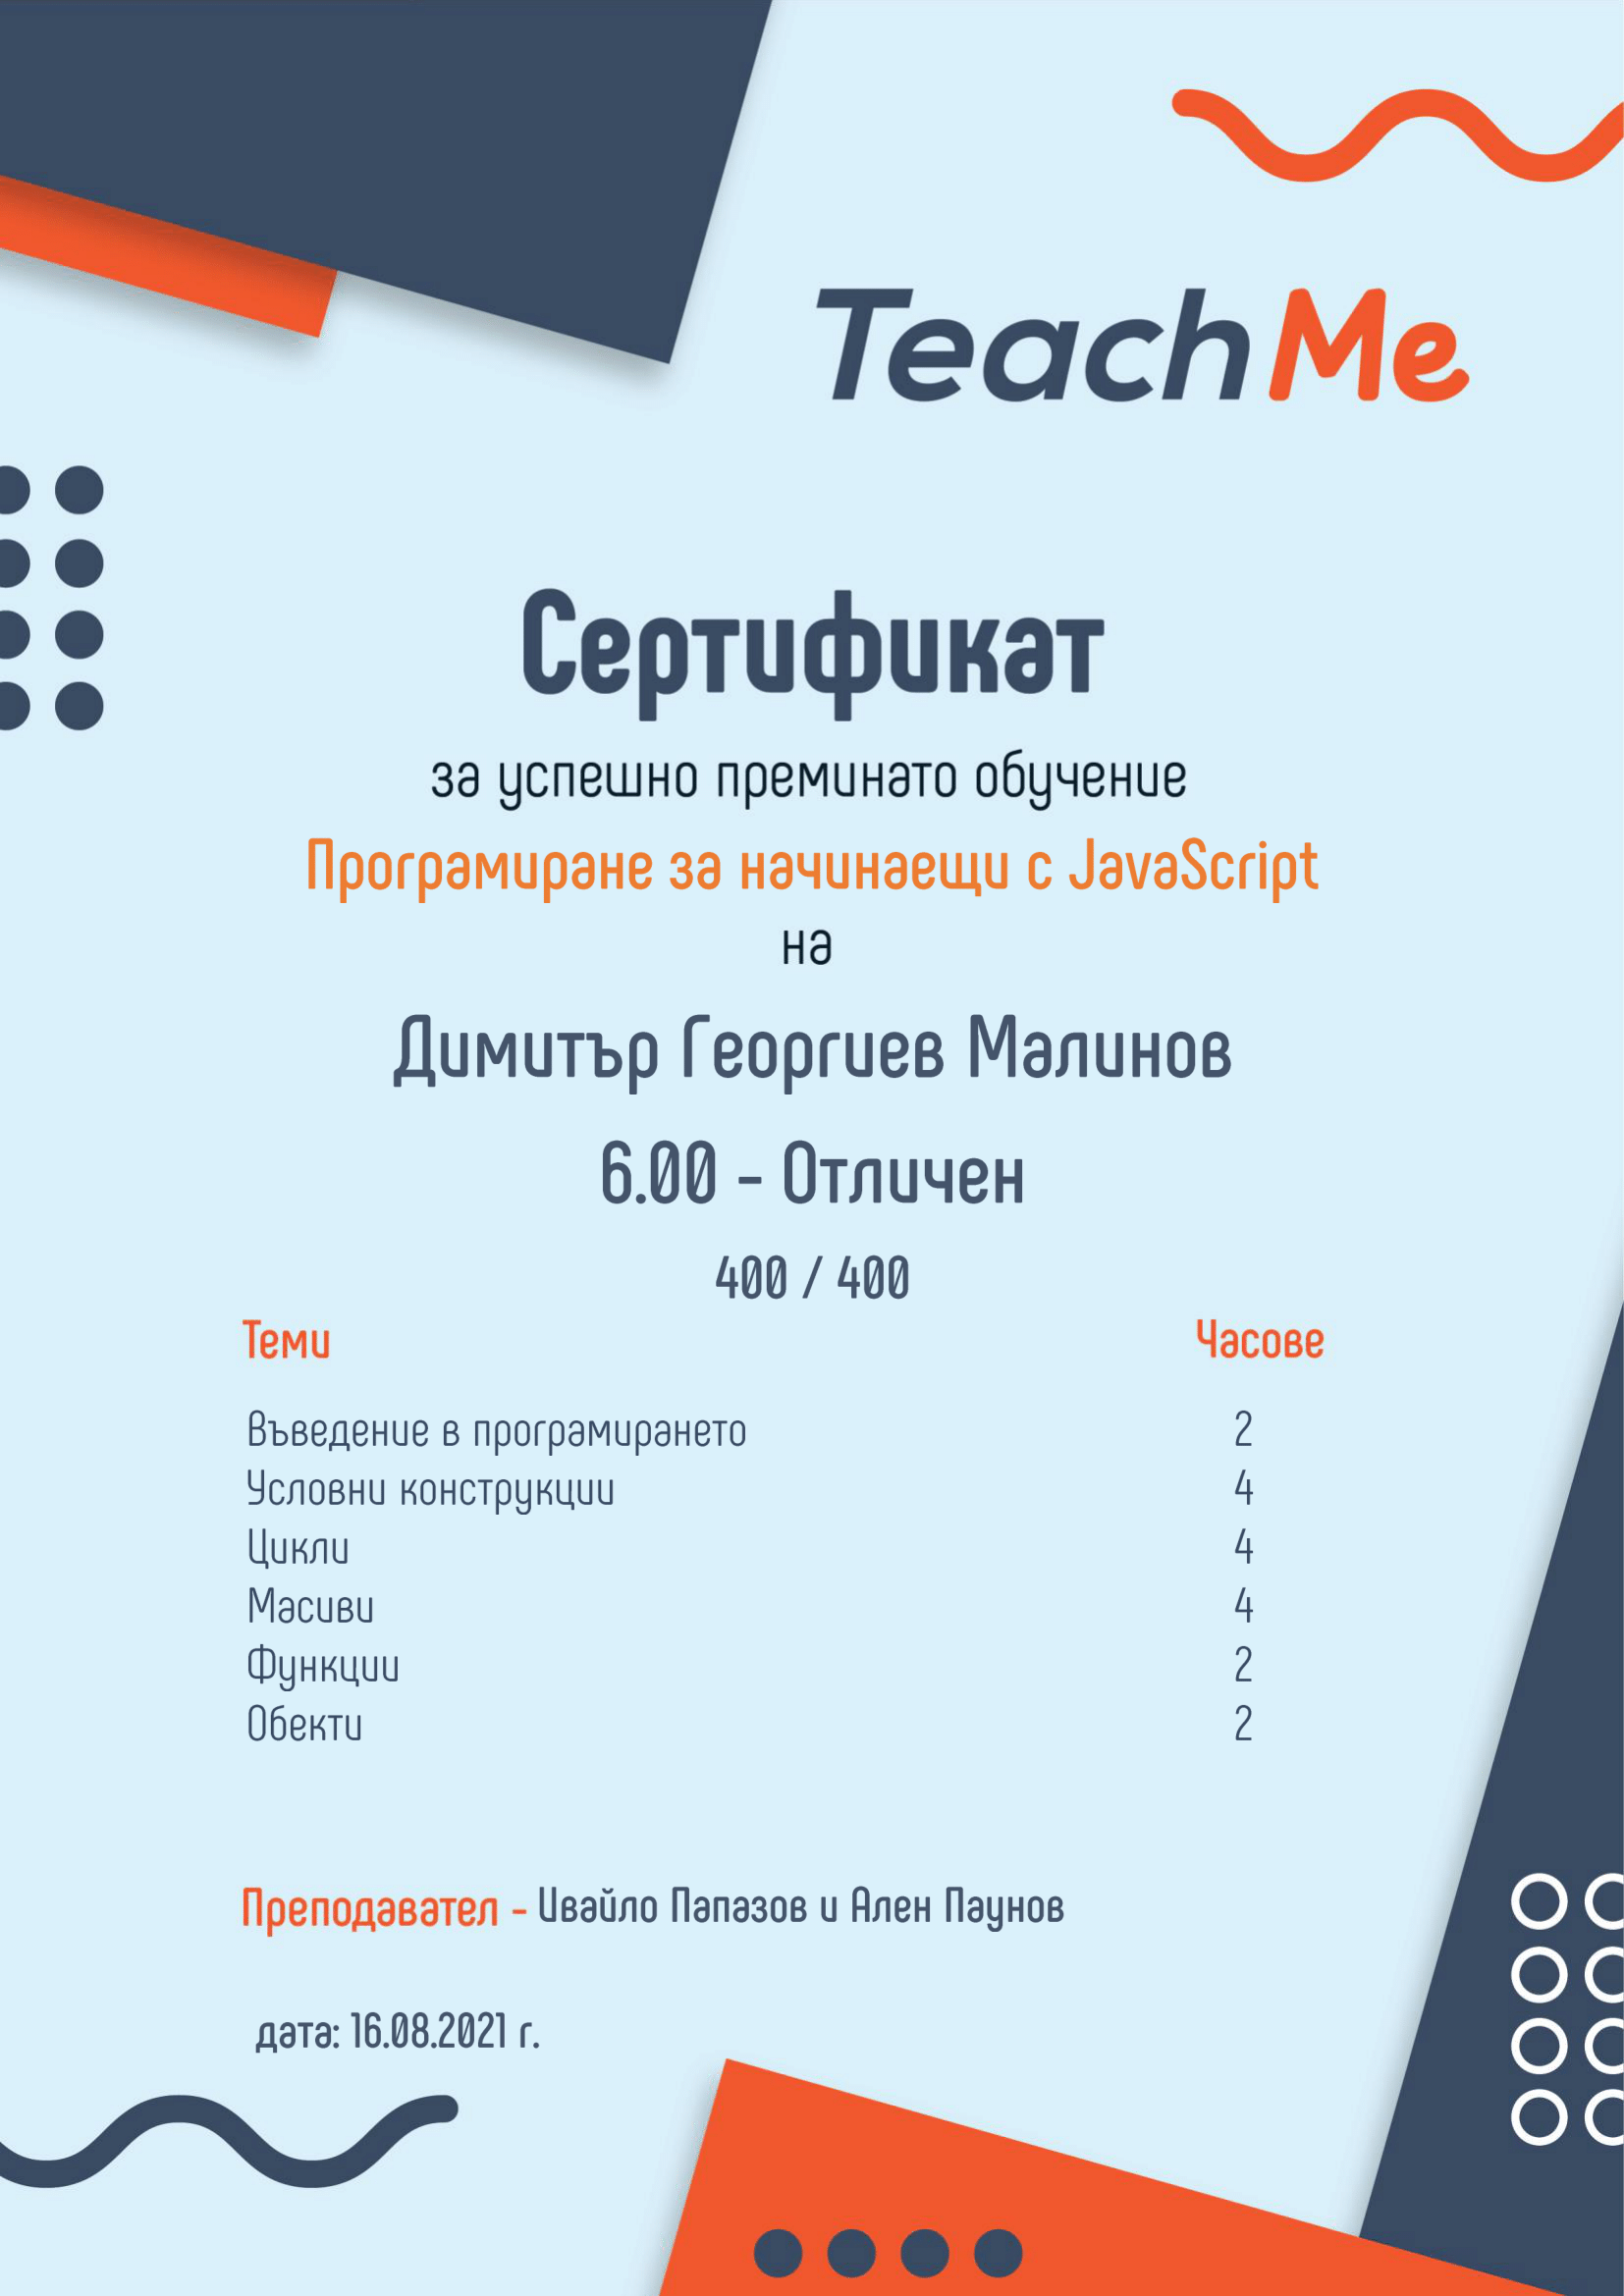 TeachMe
Сертификат
за успешно преминато обучение
Програмиране за начинаещи с JavaScript
на
Димитър Георгиев Малинов
6.00 - Отличен
400 / 400
Теми Часове
Въведение в програмирането 2
Условни конструкции 4
Цикли 4
Масиви 4
Функции 2
Обекти 2
Преподавател - Ивайло Папазов и Ален Паунов
дата: 16.08.2021 г.